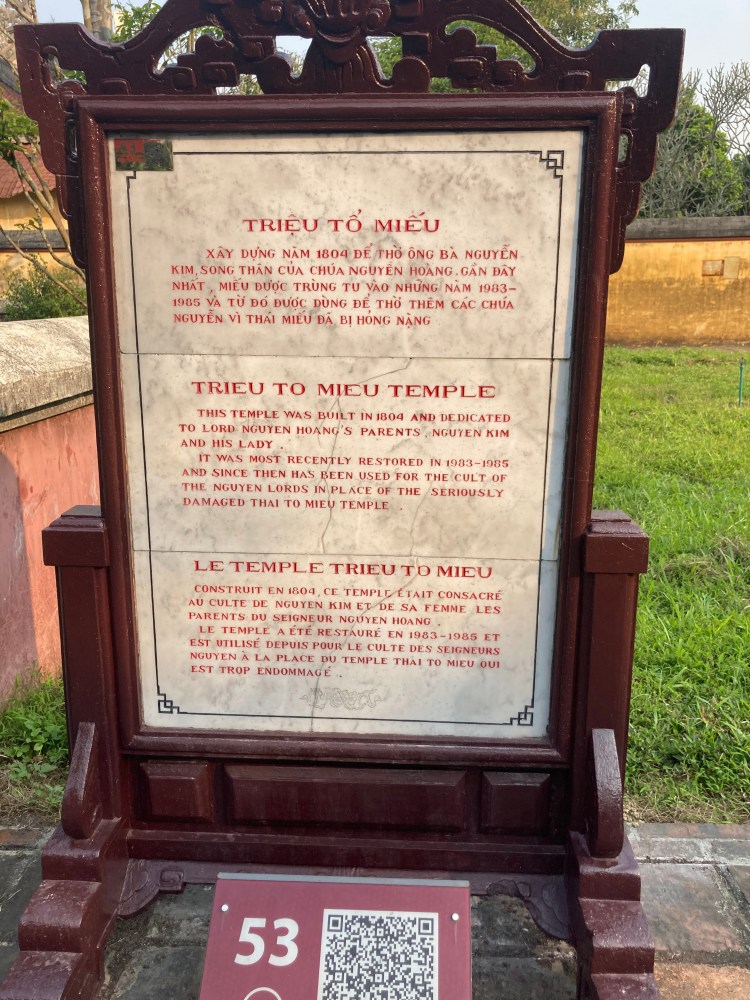 TRIỆU TỔ MIẾU
XÂY DỰNG NĂM 1804 ĐỂ THỜ ÔNG BÀ NGUYỄN
KIM, SONG THÂN CỦA CHÚA NGUYỄN HOÀNG. GẦN ĐÂY
NHẤT, MIẾU ĐƯỢC TRÙNG TU VÀO NHỮNG NĂM 1983-
1985 VÀ TỪ ĐÓ ĐƯỢC DÙNG ĐỂ THỜ THÊM CÁC CHÚA
NGUYỄN VÌ THÁI MIẾU ĐÃ BỊ HỎNG NẶNG
TRIEU TO MIEU TEMPLE
THIS TEMPLE WAS BUILT IN 1804 AND DEDICATED
TO LORD NGUYEN HOANG'S PARENTS, NGUYEN KIM
AND HIS LADY.
IT WAS MOST RECENTLY RESTORED IN 1983-1985
AND SINCE THEN HAS BEEN USED FOR THE CULT OF
THE NGUYEN LORDS IN PLACE OF THE SERIOUSLY
DAMAGED THAI TO MIEU TEMPLE.
LE TEMPLE TRIEU TO MIEU
CONSTRUIT EN 1804, CE TEMPLE ÉTAIT CONSACRÉ
AU CULTE DE NGUYEN KIM ET DE SA FEMME LES
PARENTS DU SEIGNEUR NGUYEN HOANG.
LE TEMPLE A ÉTÉ RESTAURÉ EN 1983-1985 ET
EST UTILISÉ DEPUIS POUR LE CULTE DES SEIGNEURS
NGUYEN À LA PLACE DU TEMPLE THAI TO MIEU QUI
EST TROP ENDOMMAGÉ.
53